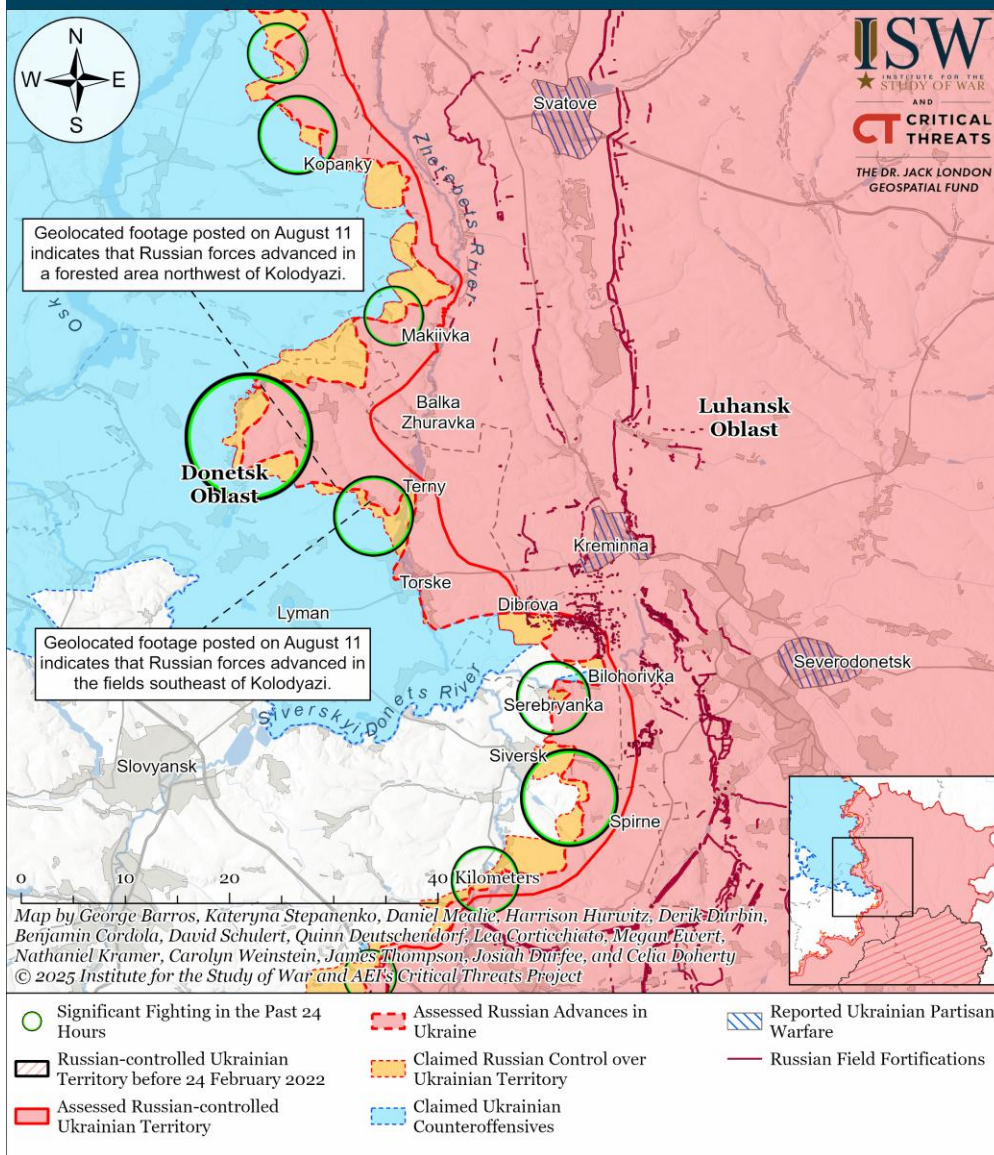 N
W
E
S
ISW
INSTITUTE FOR THE
STUDY OF WAR
AND
CT CRITICAL
THREATS
THE DR. JACK LONDON
GEOSPATIAL FUND
Svatove
Zherebets River
Kopanky
Geolocated footage posted on August 11
indicates that Russian forces advanced in
a forested area northwest of Kolodyazi.
Osk
Makiivka
Balka
Zhuravka
Luhansk
Oblast
Donetsk
Oblast
Terny
Kreminna
Torske
Lyman
Dibrova
Geolocated footage posted on August 11
indicates that Russian forces advanced in
the fields southeast of Kolodyazi.
Severodonetsk
Bilohorivka
Serebryanka
Siverskyi Donets River
Siversk
Slovyansk
Spirne
0 10 20 40 Kilometers
Map by George Barros, Kateryna Stepanenko, Daniel Mealie, Harrison Hurwitz, Derik Durbin,
Benjamin Cordola, David Schulert, Quinn Deutschendorf, Lea Corticchiato, Megan Ewert,
Nathaniel Kramer, Carolyn Weinstein, James Thompson, Josiah Durfee, and Celia Doherty
© 2025 Institute for the Study of War and AEI's Critical Threats Project
Significant Fighting in the Past 24
Hours
Russian-controlled Ukrainian
Territory before 24 February 2022
Assessed Russian-controlled
Ukrainian Territory
Assessed Russian Advances in
Ukraine
Claimed Russian Control over
Ukrainian Territory
Claimed Ukrainian
Counteroffensives
Reported Ukrainian Partisan
Warfare
Russian Field Fortifications